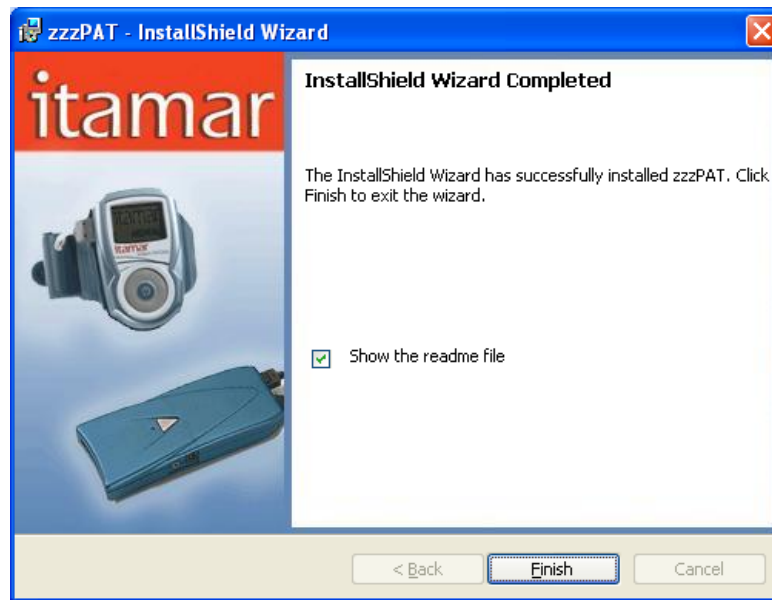 zzzPAT - InstallShield Wizard
itamar
InstallShield Wizard Completed
The InstallShield Wizard has successfully installed zzzPAT. Click
Finish to exit the wizard.
itamar
Show the readme file
< Back
Finish
Cancel